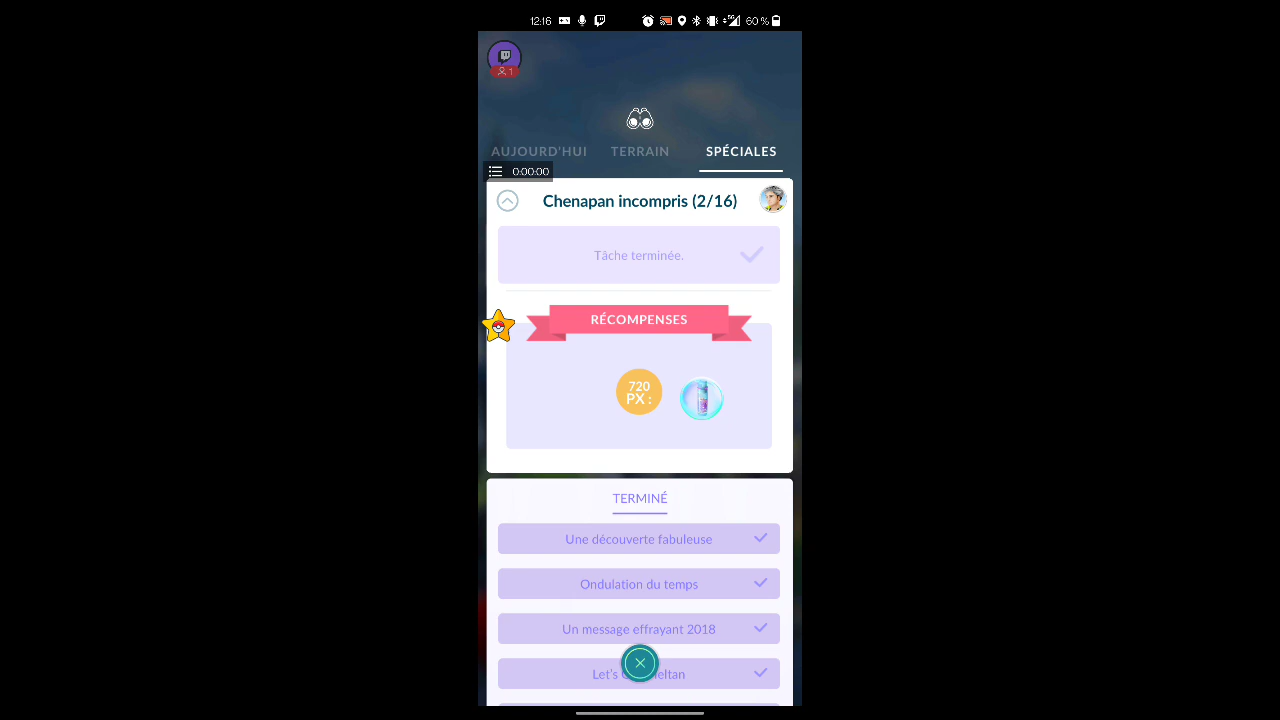 12:16
5G
60 %
1
AUJOURD'HUI
TERRAIN
SPÉCIALES
0:00:00
Chenapan incompris (2/16)
Tâche terminée.
RÉCOMPENSES
720
PX :
TERMINÉ
Une découverte fabuleuse
Ondulation du temps
Un message effrayant 2018
Let's